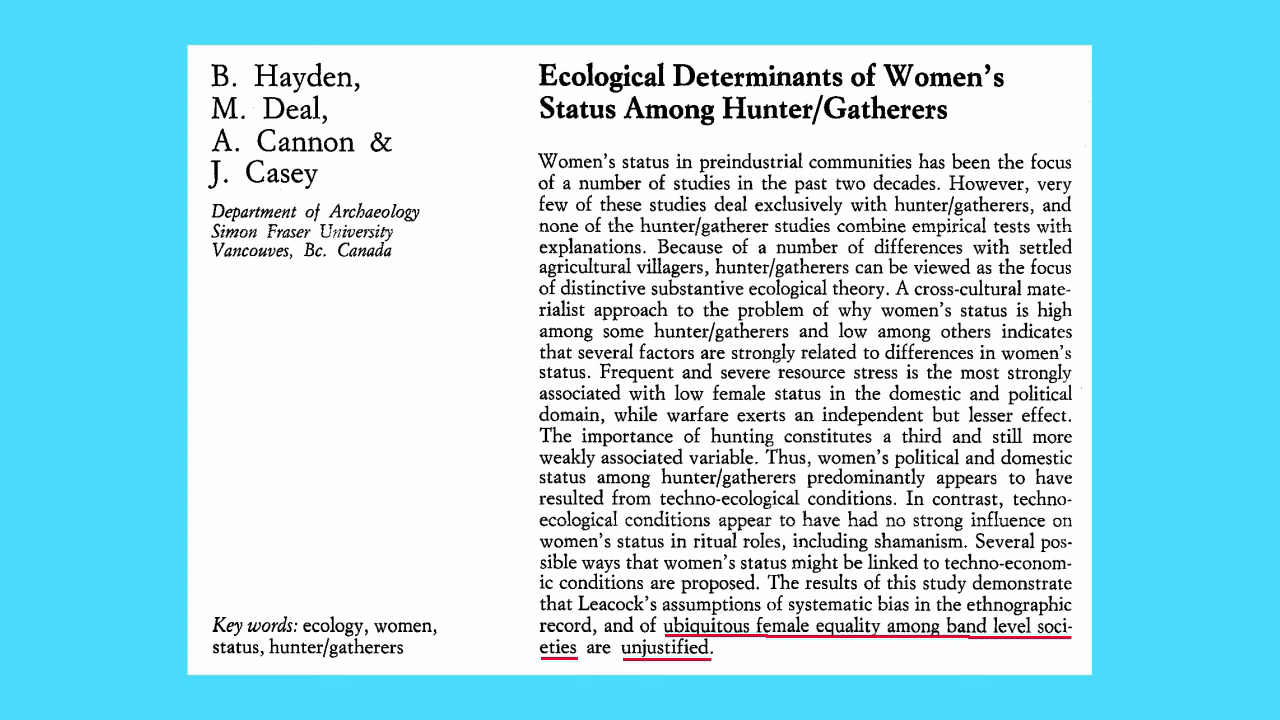 B. Hayden,
M. Deal,
A. Cannon &
J. Casey
Department of Archaeology
Simon Fraser University
Vancouves, Bc. Canada
Key words: ecology, women,
status, hunter/gatherers
Ecological Determinants of Women's
Status Among Hunter/Gatherers
Women's status in preindustrial communities has been the focus
of a number of studies in the past two decades. However, very
few of these studies deal exclusively with hunter/gatherers, and
none of the hunter/gatherer studies combine empirical tests with
explanations. Because of a number of differences with settled
agricultural villagers, hunter/gatherers can be viewed as the focus
of distinctive substantive ecological theory. A cross-cultural mate-
rialist approach to the problem of why women's status is high
among some hunter/gatherers and low among others indicates
that several factors are strongly related to differences in women's
status. Frequent and severe resource stress is the most strongly
associated with low female status in the domestic and political
domain, while warfare exerts an independent but lesser effect.
The importance of hunting constitutes a third and still more
weakly associated variable. Thus, women's political and domestic
status among hunter/gatherers predominantly appears to have
resulted from techno-ecological conditions. In contrast, techno-
ecological conditions appear to have had no strong influence on
women's status in ritual roles, including shamanism. Several pos-
sible ways that women's status might be linked to techno-econom-
ic conditions are proposed. The results of this study demonstrate
that Leacock's assumptions of systematic bias in the ethnographic
record, and of ubiquitous female equality among band level soci-
eties are unjustified.